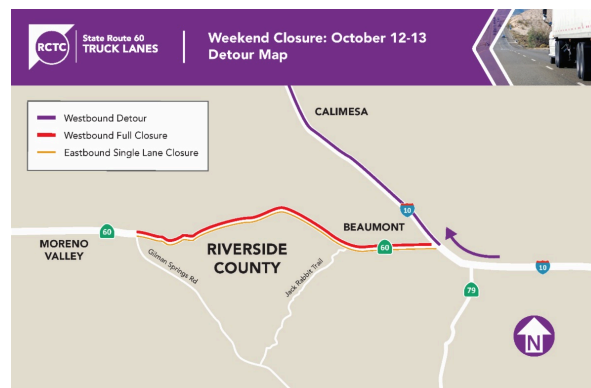 RCTC
State Route 60
TRUCK LANES
Weekend Closure: October 12-13
Detour Map
Westbound Detour
Westbound Full Closure
Eastbound Single Lane Closure
CALIMESA
10
BEAUMONT
60
MORENO
VALLEY
60
RIVERSIDE
COUNTY
Gilman Springs Rd
Jack Rabbit Trail
10
79
N